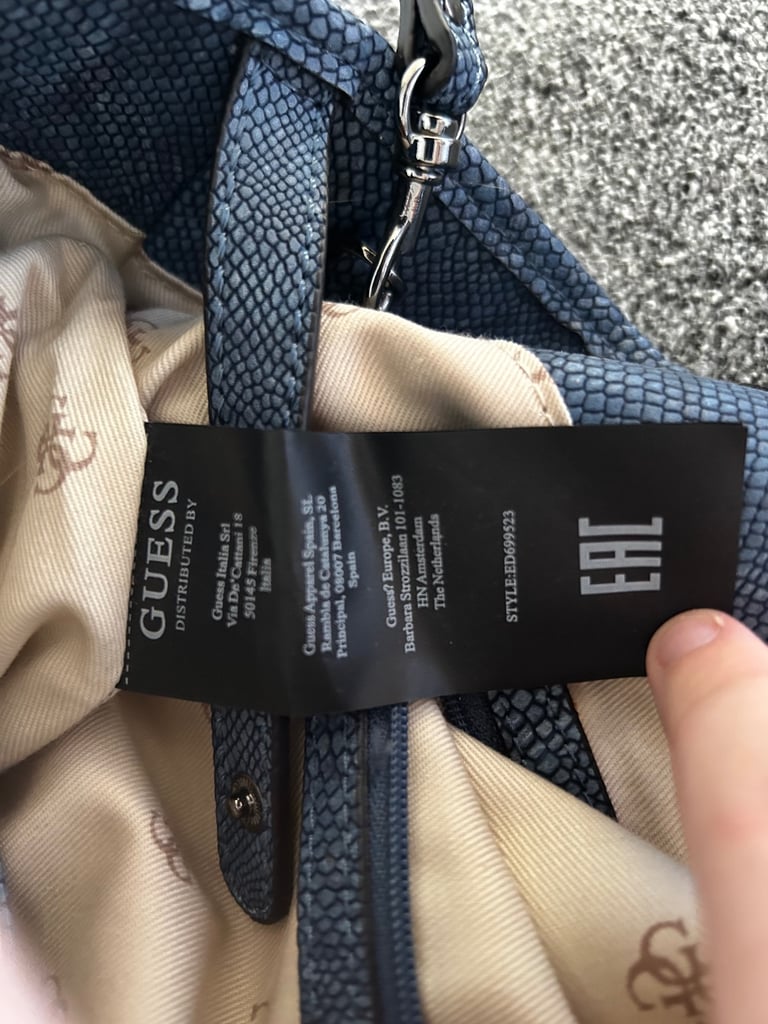 GUESS
DISTRIBUTED BY
Guess Italia Srl
Via De'Cattani 18
50145 Firenze
Italia
Guess Apparel Spain, SL
Rambla de Catalunya 20
Principal, 08007 Barcelona
Spain
Guess? Europe, B.V.
Barbara Strozzilaan 101-1083
HN Amsterdam
The Netherlands
STYLE:ED699523
EAC